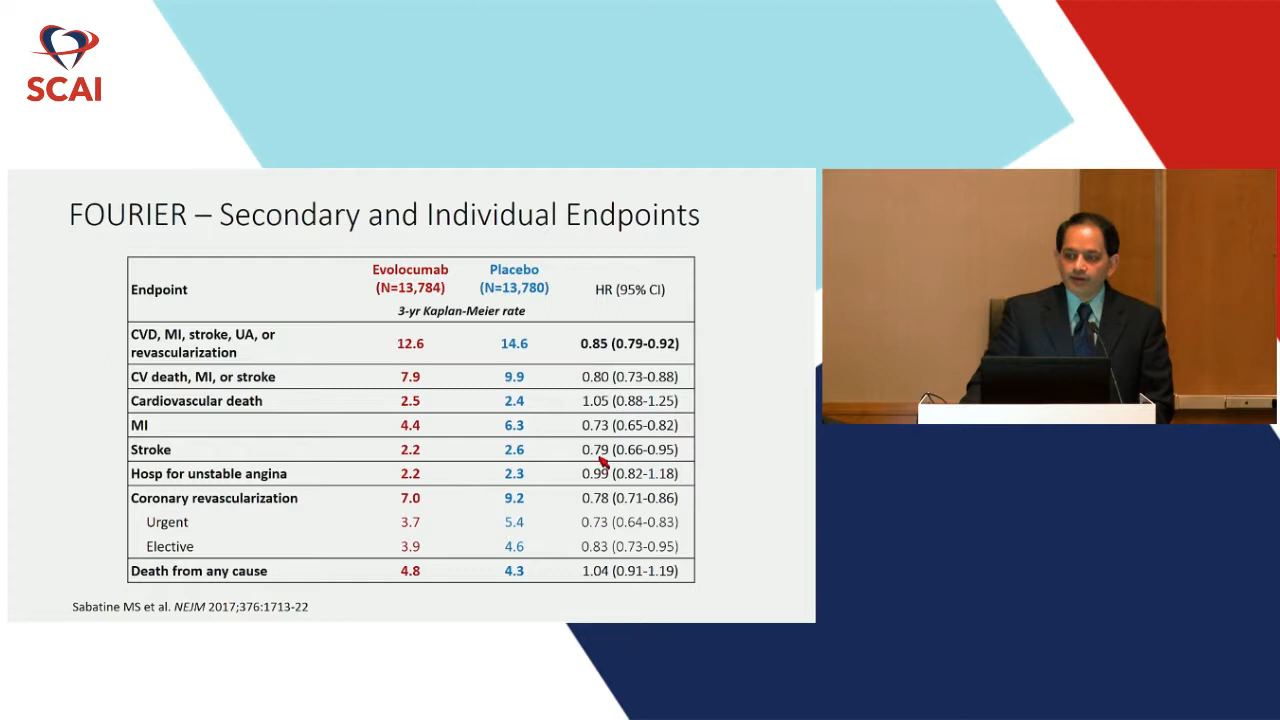 SCAI
FOURIER – Secondary and Individual Endpoints
Endpoint
Evolocumab
(N=13,784)
Placebo
(N=13,780)
HR (95% CI)
3-yr Kaplan-Meier rate
CVD, MI, stroke, UA, or
revascularization
12.6
14.6
0.85 (0.79-0.92)
CV death, MI, or stroke
7.9
9.9
0.80 (0.73-0.88)
Cardiovascular death
2.5
2.4
1.05 (0.88-1.25)
MI
4.4
6.3
0.73 (0.65-0.82)
Stroke
2.2
2.6
0.79 (0.66-0.95)
Hosp for unstable angina
2.2
2.3
0.99 (0.82-1.18)
Coronary revascularization
7.0
9.2
0.78 (0.71-0.86)
Urgent
3.7
5.4
0.73 (0.64-0.83)
Elective
3.9
4.6
0.83 (0.73-0.95)
Death from any cause
4.8
4.3
1.04 (0.91-1.19)
Sabatine MS et al. NEJM 2017;376:1713-22